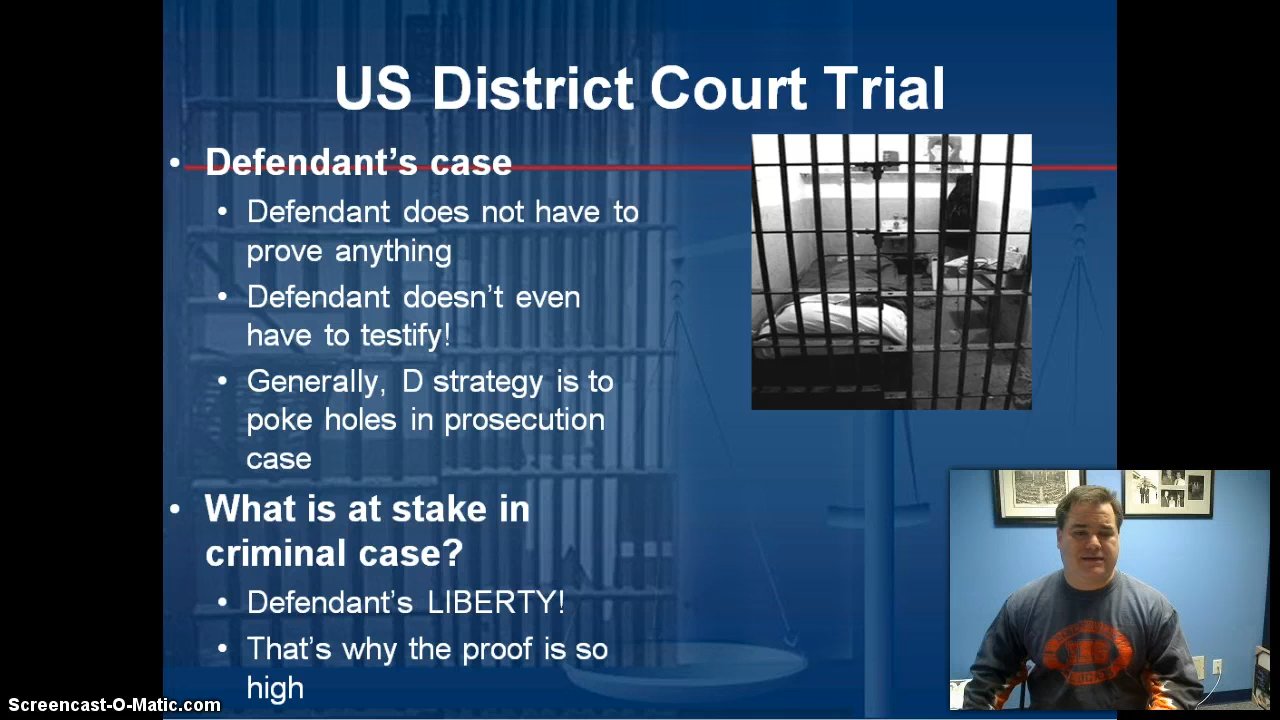 US District Court Trial
• Defendant's case
• Defendant does not have to
prove anything
• Defendant doesn't even
have to testify!
• Generally, D strategy is to
poke holes in prosecution
case
• What is at stake in
criminal case?
• Defendant's LIBERTY!
• That's why the proof is so
high
Screencast-O-Matic.com